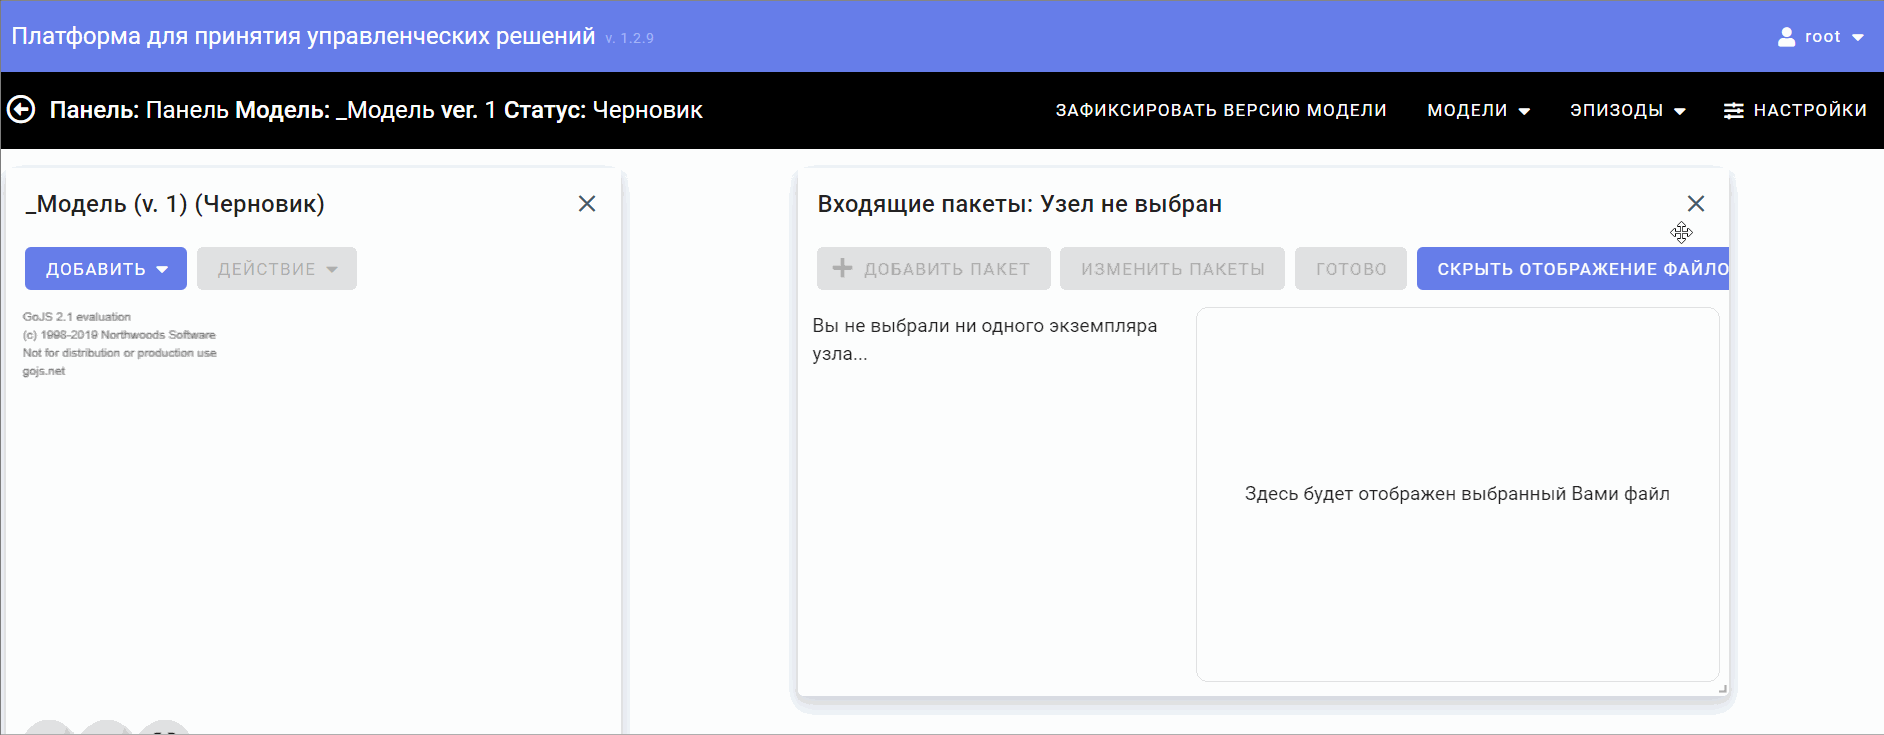 Платформа для принятия управленческих решений v. 1.2.9
root
Панель: Панель Модель: _Модель ver. 1 Статус: Черновик
ЗАФИКСИРОВАТЬ ВЕРСИЮ МОДЕЛИ
МОДЕЛИ
ЭПИЗОДЫ
НАСТРОЙКИ
_Модель (v. 1) (Черновик)
ДОБАВИТЬ
ДЕЙСТВИЕ
GoJS 2.1 evaluation
(c) 1998-2019 Northwoods Software
Not for distribution or production use
gojs.net
Входящие пакеты: Узел не выбран
ДОБАВИТЬ ПАКЕТ
ИЗМЕНИТЬ ПАКЕТЫ
ГОТОВО
СКРЫТЬ ОТОБРАЖЕНИЕ ФАЙЛО
Вы не выбрали ни одного экземпляра
узла...
Здесь будет отображен выбранный Вами файл